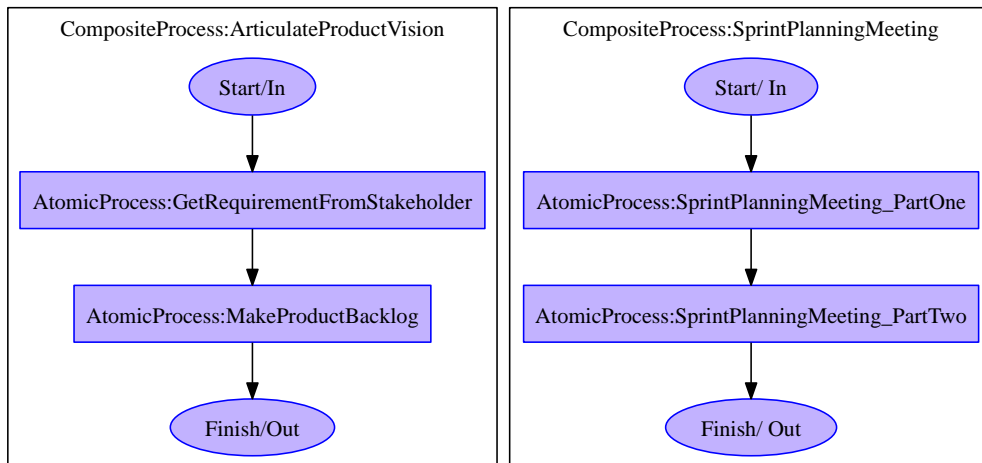 CompositeProcess:ArticulateProductVision
Start/In
AtomicProcess:GetRequirementFromStakeholder
AtomicProcess:MakeProductBacklog
Finish/Out
CompositeProcess:SprintPlanningMeeting
Start/ In
AtomicProcess:SprintPlanningMeeting_PartOne
AtomicProcess:SprintPlanningMeeting_PartTwo
Finish/ Out